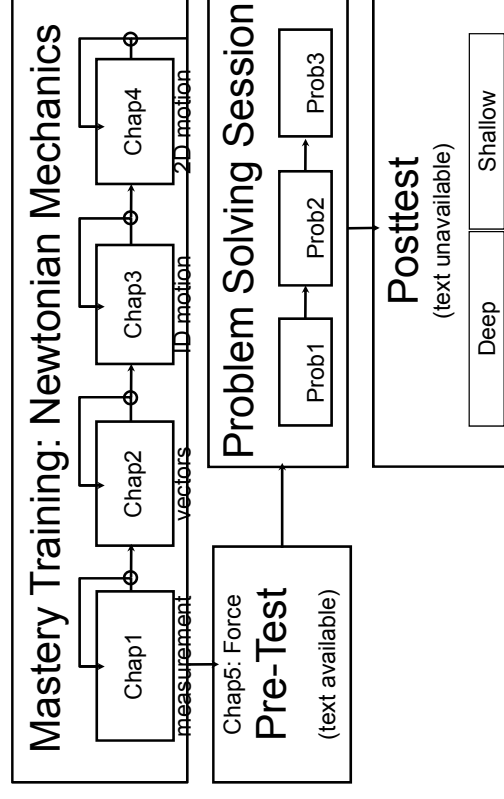 Mastery Training: Newtonian Mechanics
Chap1
Chap2
Chap3
Chap4
measurement
vectors
1D motion
2D motion
Chap5: Force
Pre-Test
(text available)
Problem Solving Session
Prob1
Prob2
Prob3
Posttest
(text unavailable)
Deep
Shallow